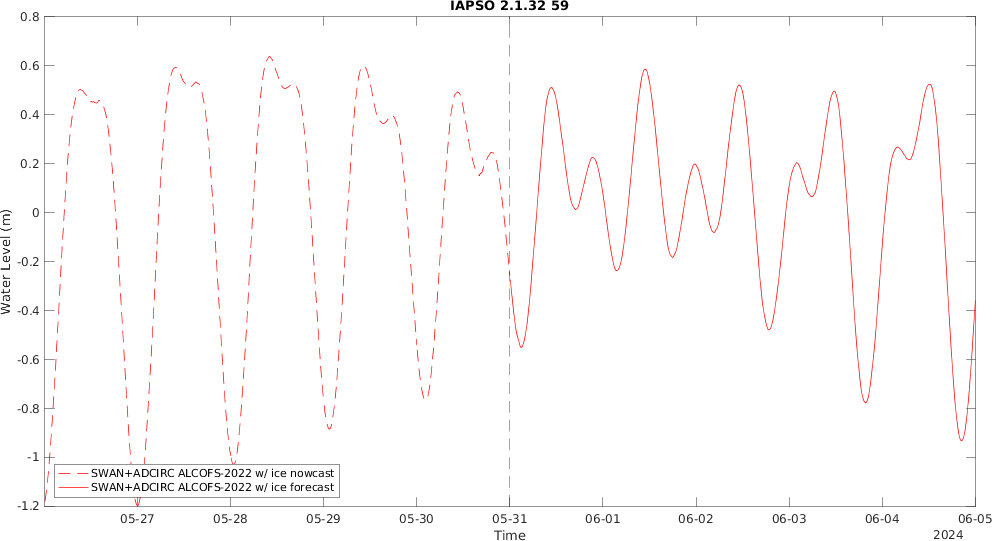 IAPSO 2.1.32 59
0.8
0.6
0.4
0.2
0
-0.2
-0.4
-0.6
-0.8
-1
-1.2
Water Level (m)
SWAN+ADCIRC ALCOFS-2022 w/ ice nowcast
SWAN+ADCIRC ALCOFS-2022 w/ ice forecast
05-27 05-28 05-29 05-30 05-31 06-01 06-02 06-03 06-04 06-05
Time
2024